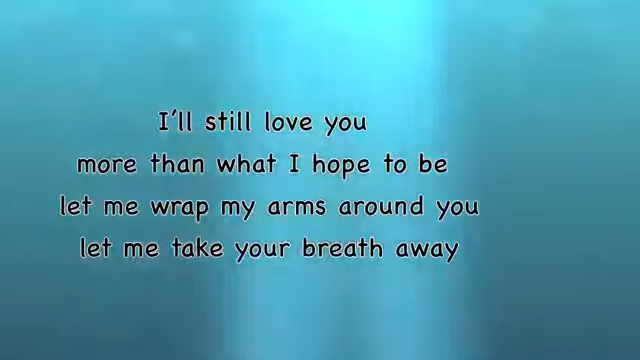 I'll still love you
more than what I hope to be
let me wrap my arms around you
let me take your breath away